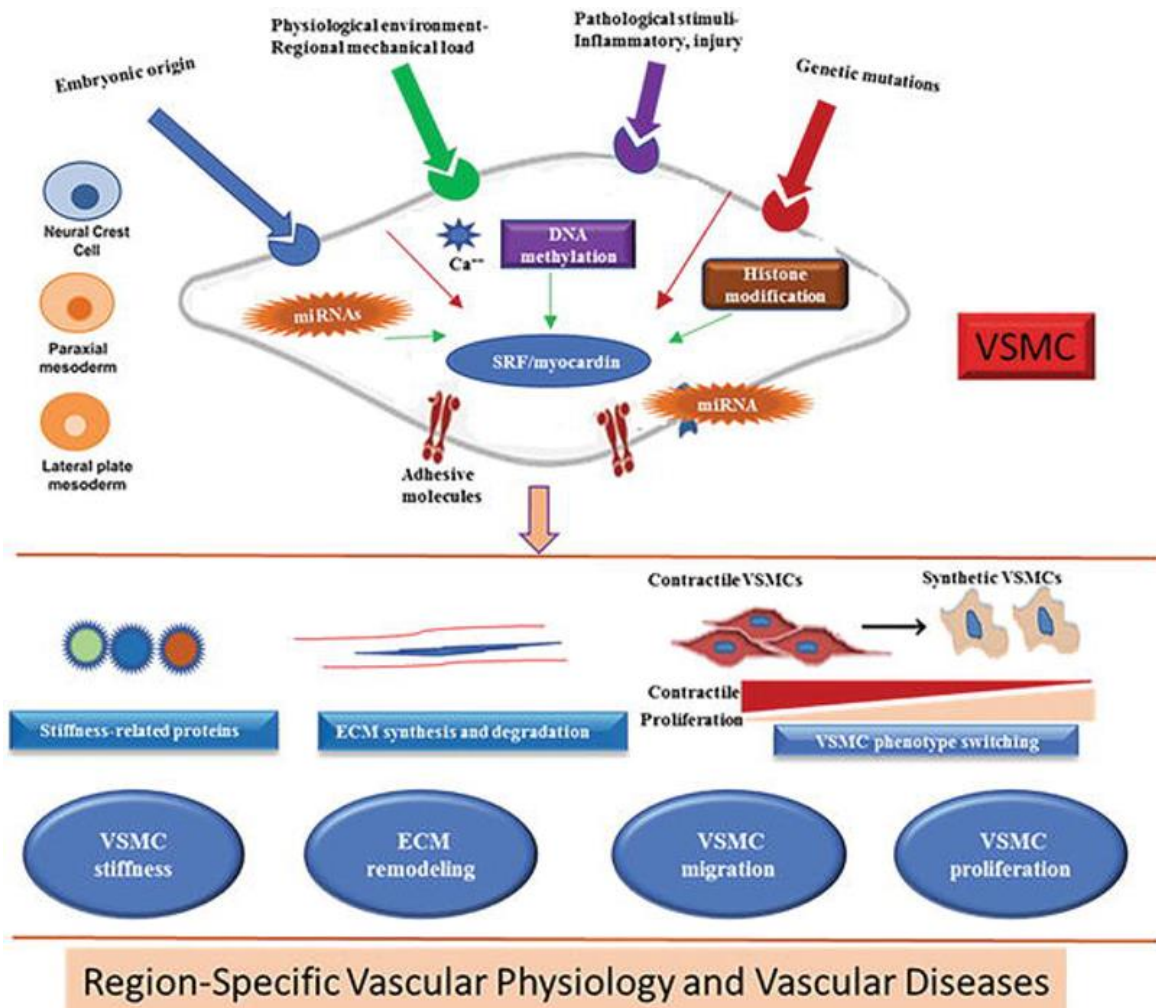 Physiological environment-
Regional mechanical load
Pathological stimuli-
Inflammatory, injury
Embryonic origin
Genetic mutations
Neural Crest
Cell
Paraxial
mesoderm
Lateral plate
mesoderm
Ca++
DNA
methylation
Histone
modification
miRNAs
SRF/myocardin
miRNA
Adhesive
molecules
VSMC
Contractile VSMCs
Synthetic VSMCs
Contractile
Proliferation
Stiffness-related proteins
ECM synthesis and degradation
VSMC phenotype switching
VSMC
stiffness
ECM
remodeling
VSMC
migration
VSMC
proliferation
Region-Specific Vascular Physiology and Vascular Diseases